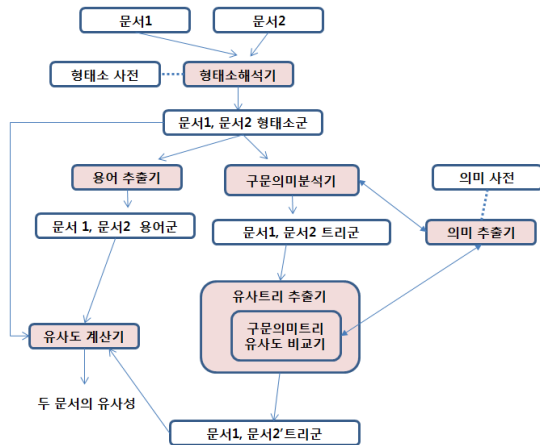 문서1
문서2
형태소 사전
형태소해석기
문서1, 문서2 형태소군
용어 추출기
구문의미분석기
의미 사전
문서 1, 문서2  용어군
문서1, 문서2 트리군
의미 추출기
유사트리 추출기
구문의미트리
유사도 비교기
유사도 계산기
두 문서의 유사성
문서1, 문서2’트리군